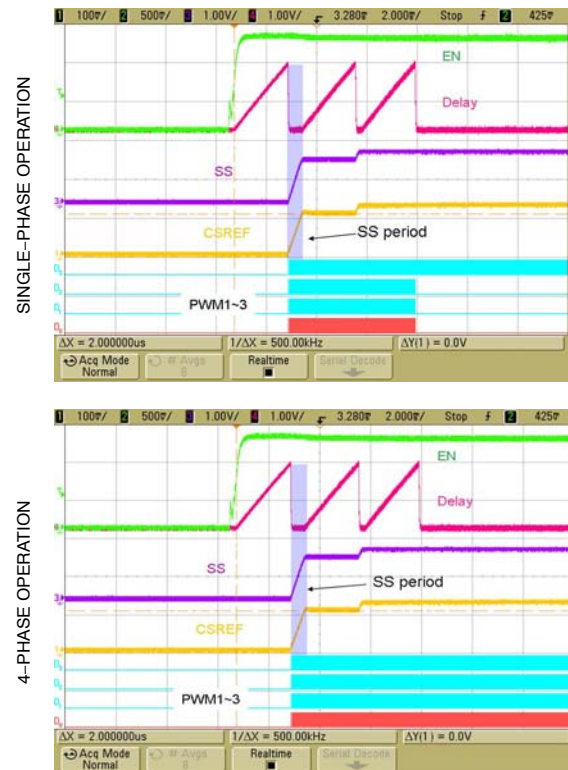 SINGLE-PHASE OPERATION
1 100▽/ 2 500▽/ 3 1.00V/ 4 1.00V/ 3.280▽ 2.000▽/ Stop 2 425▽
EN
Delay
SS
CSREF
SS period
PWM1~3
ΔX = 2.000000us 1/ΔX = 500.00kHz ΔY(1) = 0.0V
Acq Mode
Normal
# Avgs
8
Realtime
Serial Decode
4-PHASE OPERATION
1 100▽/ 2 500▽/ 3 1.00V/ 4 1.00V/ 3.280▽ 2.000▽/ Stop 2 425▽
EN
Delay
SS
SS period
CSREF
PWM1~3
ΔX = 2.000000us 1/ΔX = 500.00kHz ΔY(1) = 0.0V
Acq Mode
Normal
# Avgs
8
Realtime
Serial Decode